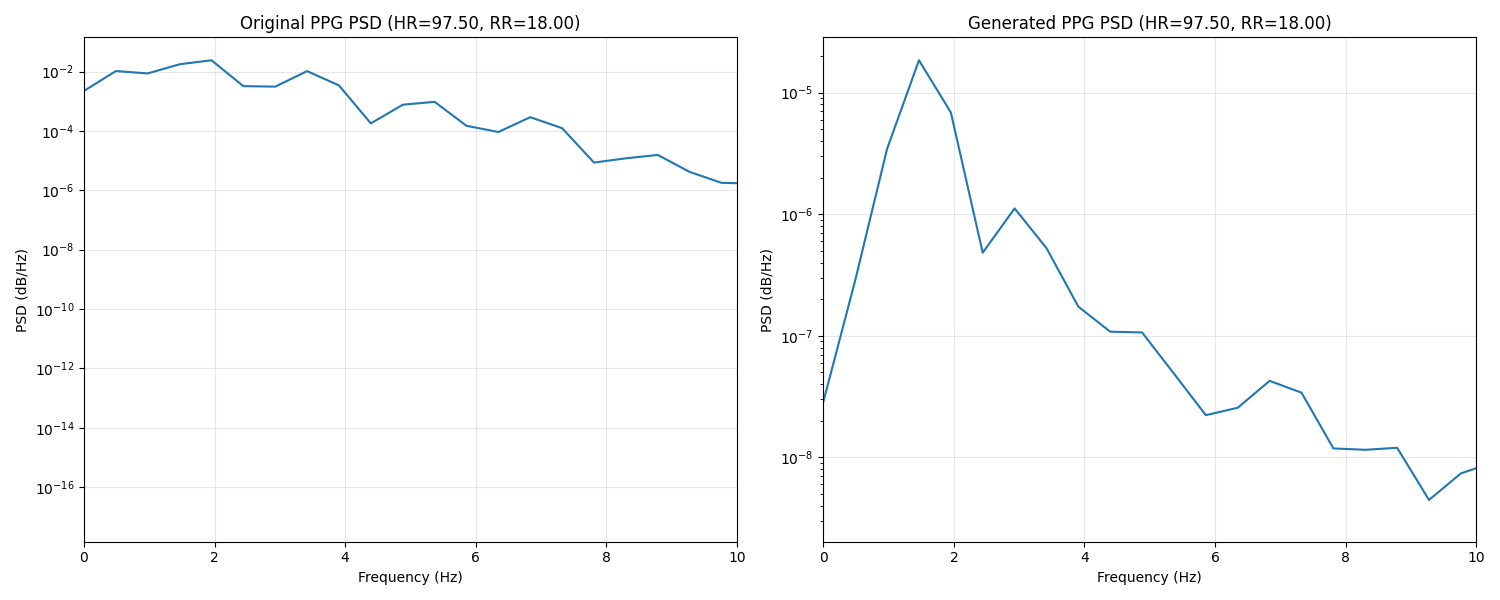 Original PPG PSD (HR=97.50, RR=18.00)
PSD (dB/Hz)
10⁻²
10⁻⁴
10⁻⁶
10⁻⁸
10⁻¹⁰
10⁻¹²
10⁻¹⁴
10⁻¹⁶
0 2 4 6 8 10
Frequency (Hz)
Generated PPG PSD (HR=97.50, RR=18.00)
PSD (dB/Hz)
10⁻⁵
10⁻⁶
10⁻⁷
10⁻⁸
0 2 4 6 8 10
Frequency (Hz)